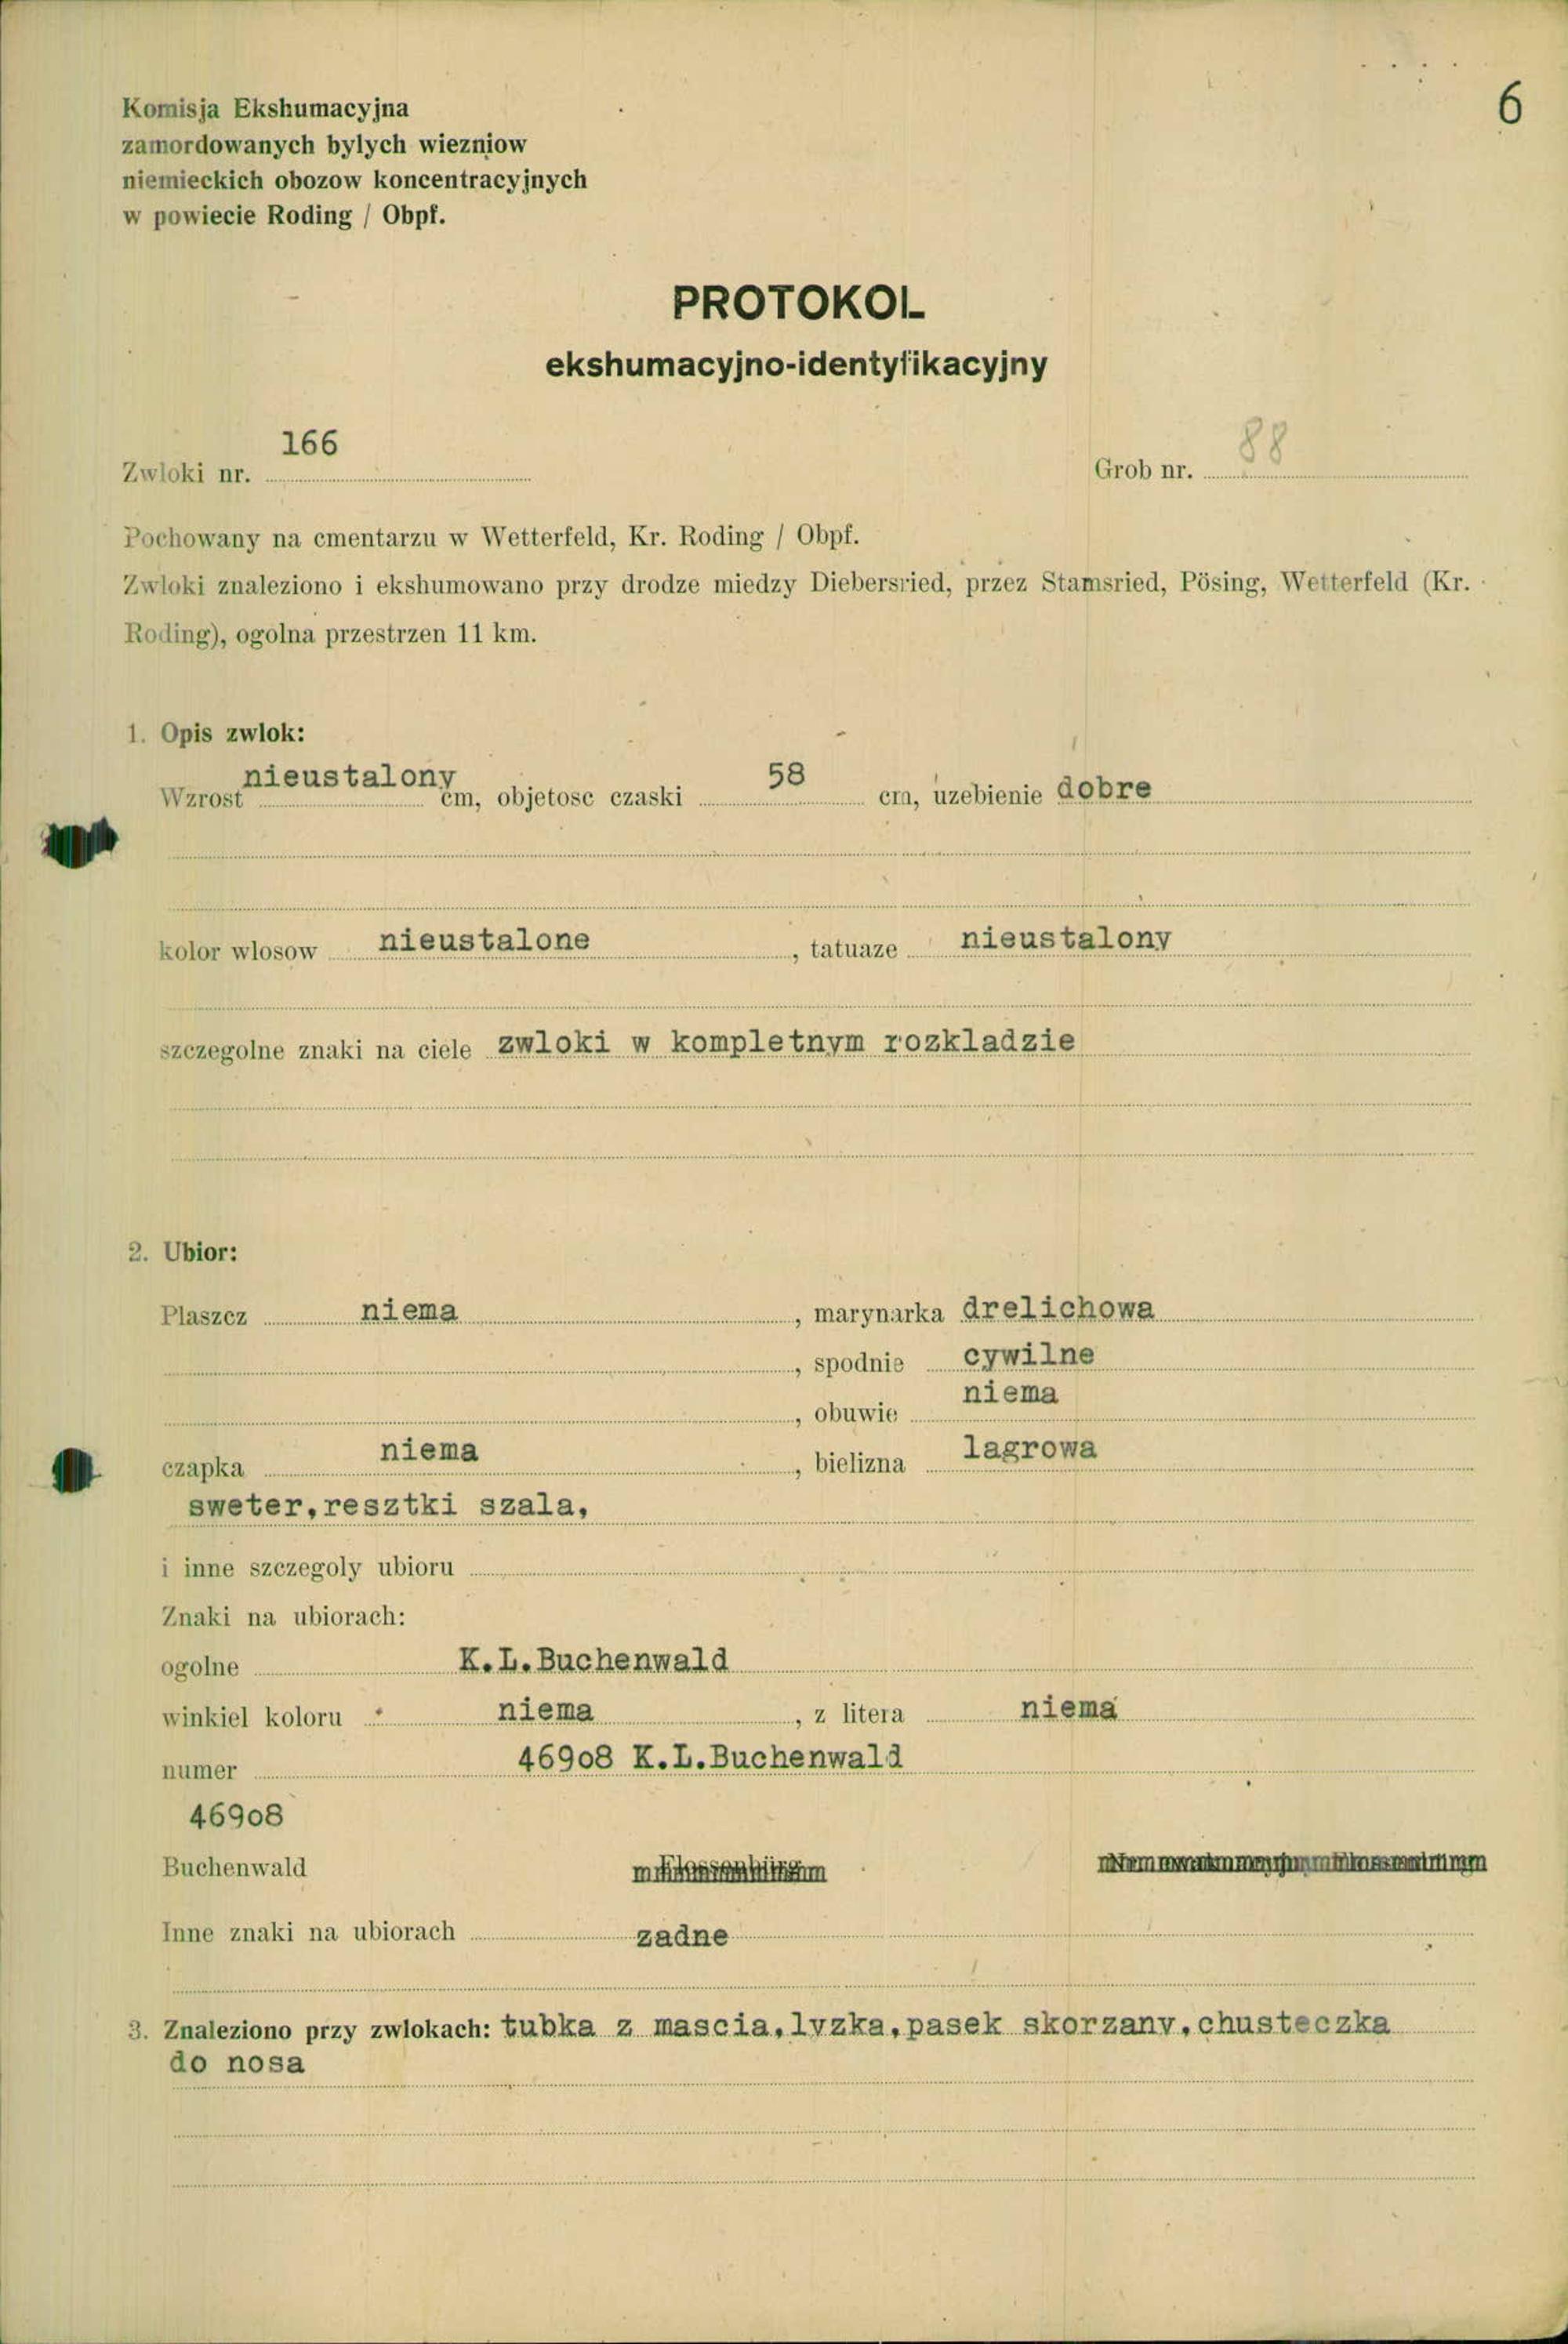 6
Komisja Ekshumacyjna
zamordowanych bylych wiezniow
niemieckich obozow koncentracyjnych
w powiecie Roding / Obpf.
PROTOKOL
ekshumacyjno-identyfikacyjny
Zwloki nr. 166 Grob nr. 88
Pochowany na cmentarzu w Wetterfeld, Kr. Roding / Obpf.
Zwloki znaleziono i ekshumowano przy drodze miedzy Diebersried, przez Stamsried, Pösing, Wetterfeld (Kr.
Roding), ogolna przestrzen 11 km.
1. Opis zwlok:
Wzrost nieustalony cm, objetosc czaski 58 cm, uzebienie dobre
kolor wlosow nieustalone, tatuaze nieustalony
szczegolne znaki na ciele zwloki w kompletnym rozkladzie
2. Ubior:
Plaszcz niema, marynarka drelichowa
, spodnie cywilne
, obuwie niema
czapka niema, bielizna lagrowa
sweter,resztki szala,
i inne szczegoly ubioru
Znaki na ubiorach:
ogolne K.L.Buchenwald
winkiel koloru niema, z litera niema
numer 46908 K.L.Buchenwald
46908
Buchenwald
Inne znaki na ubiorach zadne
3. Znaleziono przy zwlokach: tubka z mascia,lyzka,pasek skorzany,chusteczka
do nosa